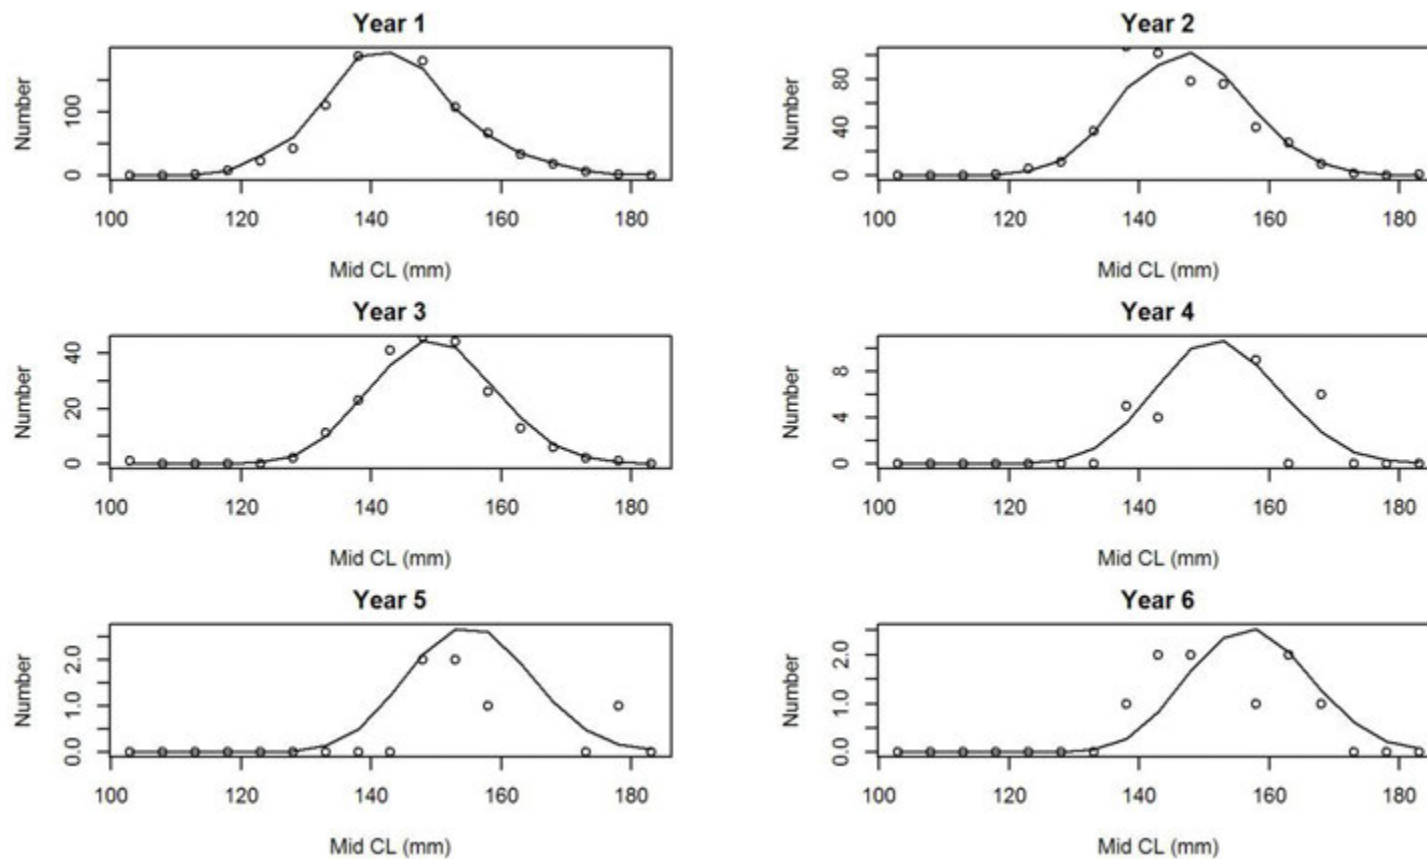 Year 1
Number
0
100
100 120 140 160 180
Mid CL (mm)
Year 2
Number
0
40
80
100 120 140 160 180
Mid CL (mm)
Year 3
Number
0
20
40
100 120 140 160 180
Mid CL (mm)
Year 4
Number
0
4
8
100 120 140 160 180
Mid CL (mm)
Year 5
Number
0.0
1.0
2.0
100 120 140 160 180
Mid CL (mm)
Year 6
Number
0.0
1.0
2.0
100 120 140 160 180
Mid CL (mm)